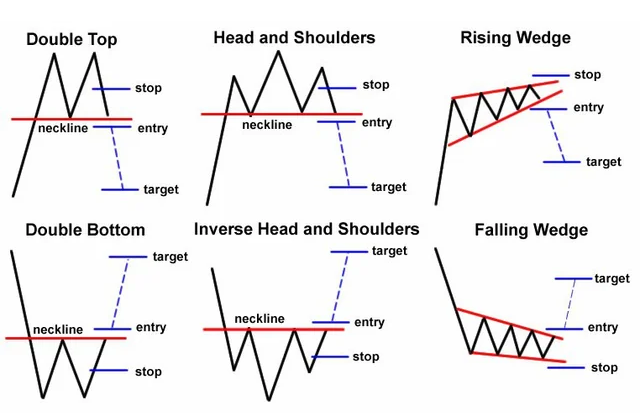 Double Top
stop
neckline
entry
target
Head and Shoulders
stop
neckline
entry
target
Rising Wedge
stop
entry
target
Double Bottom
target
neckline
entry
stop
Inverse Head and Shoulders
target
neckline
entry
stop
Falling Wedge
target
entry
stop